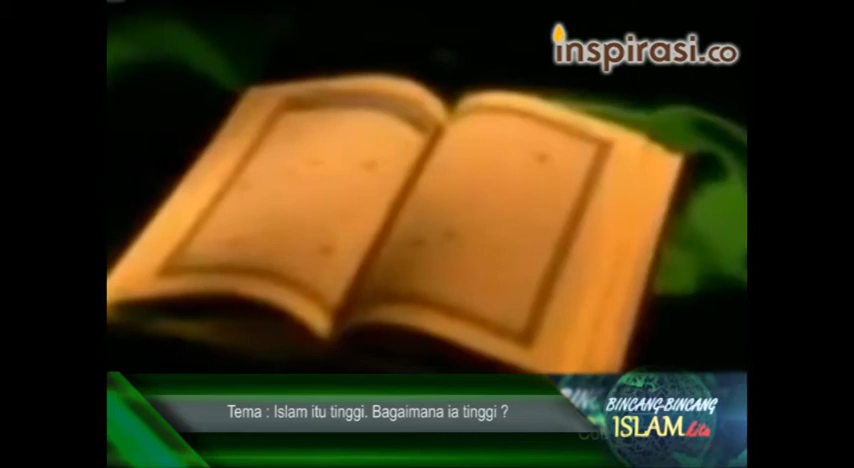 inspirasi.co
Tema : Islam itu tinggi. Bagaimana ia tinggi ?
BINCANG-BINCANG
ISLAM